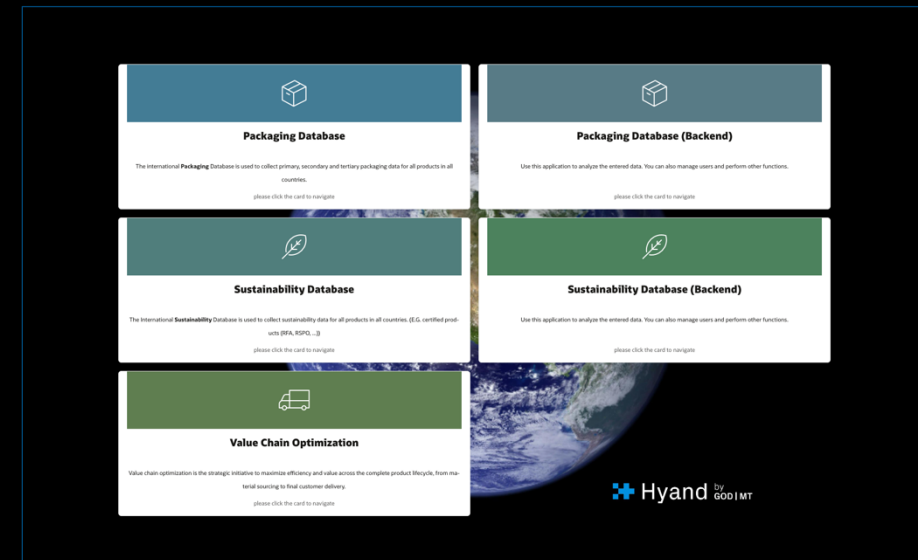 Packaging Database
The international Packaging Database is used to collect primary, secondary and tertiary packaging data for all products in all
countries.
please click the card to navigate
Packaging Database (Backend)
Use this application to analyze the entered data. You can also manage users and perform other functions.
please click the card to navigate
Sustainability Database
The International Sustainability Database is used to collect sustainability data for all products in all countries. (E.G. certified prod-
ucts (RFA, RSPO, ...))
please click the card to navigate
Sustainability Database (Backend)
Use this application to analyze the entered data. You can also manage users and perform other functions.
please click the card to navigate
Value Chain Optimization
Value chain optimization is the strategic initiative to maximize efficiency and value across the complete product lifecycle, from ma-
terial sourcing to final customer delivery.
please click the card to navigate
Hyand by GOD|MT